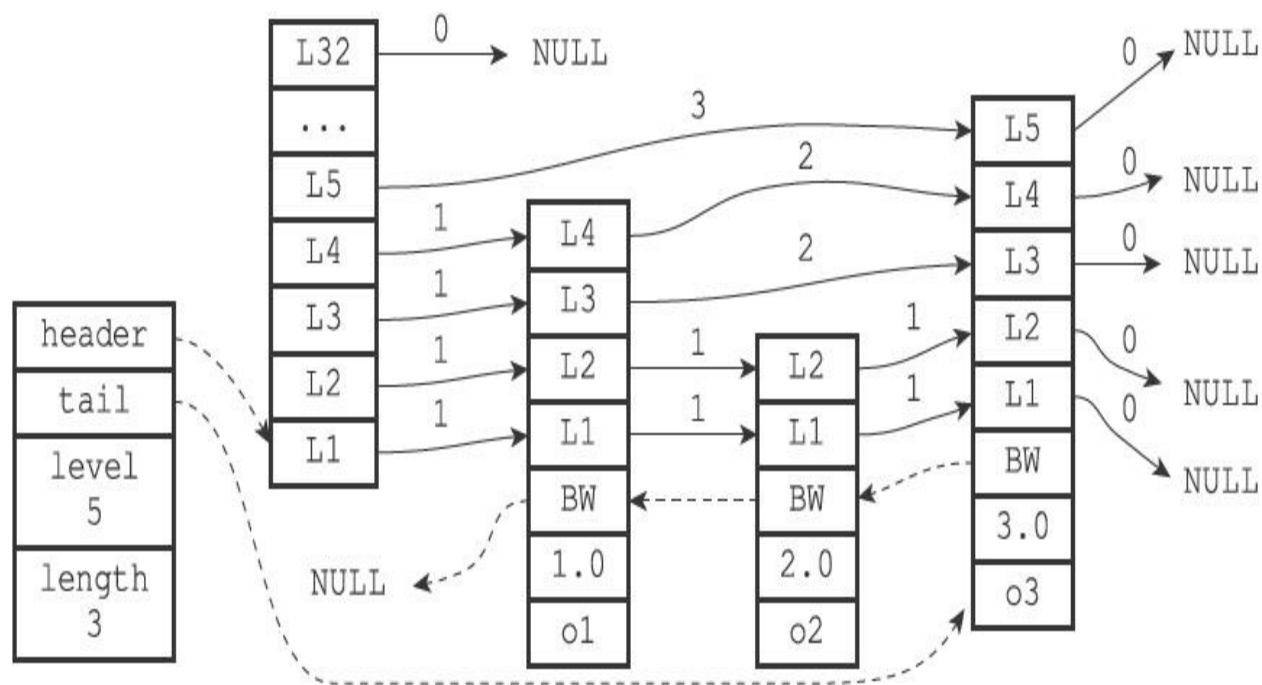 header
tail
level
5
length
3
L32
...
L5
L4
L3
L2
L1
0
NULL
3
1
1
1
1
L4
L3
L2
L1
BW
1.0
o1
NULL
2
2
1
1
L2
L1
BW
2.0
o2
1
1
L5
L4
L3
L2
L1
BW
3.0
o3
0
NULL
0
NULL
0
NULL
0
NULL
0
NULL